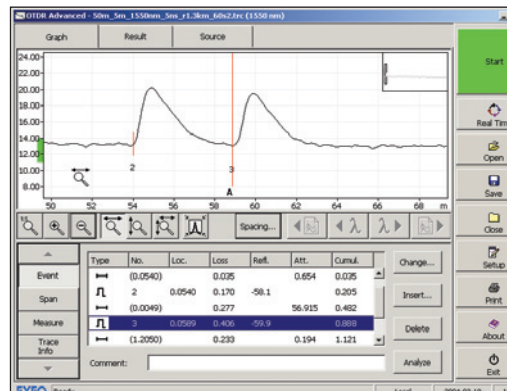 OTDR Advanced - 50m_5m_1550nm_5ns_r1.3km_60s2.trc (1550 nm)
Graph Result Source
24.00
22.00
20.00
18.00
16.00
14.00
12.00
10.00
8.00
2
3
A
50 52 54 56 58 60 62 64 66 68 m
Spacing...
Type No. Loc. Loss Refl. Att. Cumul.
(0.0540) 0.035 0.654 0.035
2 0.0540 0.170 -58.1 0.205
(0.0049) 0.277 56.915 0.482
3 0.0589 0.406 -59.9 0.888
(1.2050) 0.233 0.194 1.121
Comment:
Event
Span
Measure
Trace
Info
Change...
Insert...
Delete
Analyze
Start
Real Tim
Open
Save
Close
Setup
Print
About
Exit
EXFO Ready